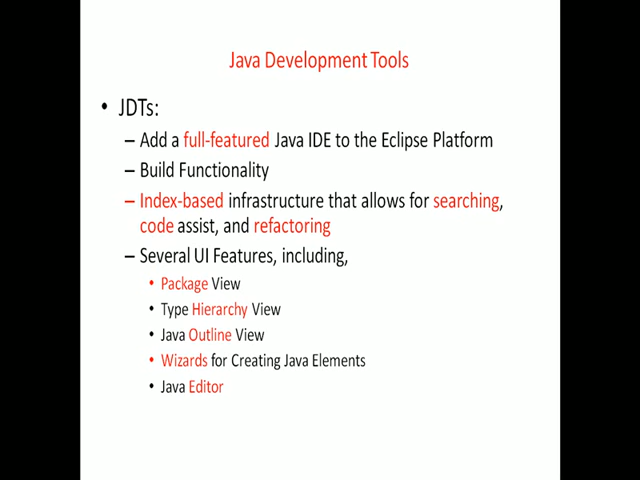 Java Development Tools
• JDTs:
– Add a full-featured Java IDE to the Eclipse Platform
– Build Functionality
– Index-based infrastructure that allows for searching,
code assist, and refactoring
– Several UI Features, including,
• Package View
• Type Hierarchy View
• Java Outline View
• Wizards for Creating Java Elements
• Java Editor